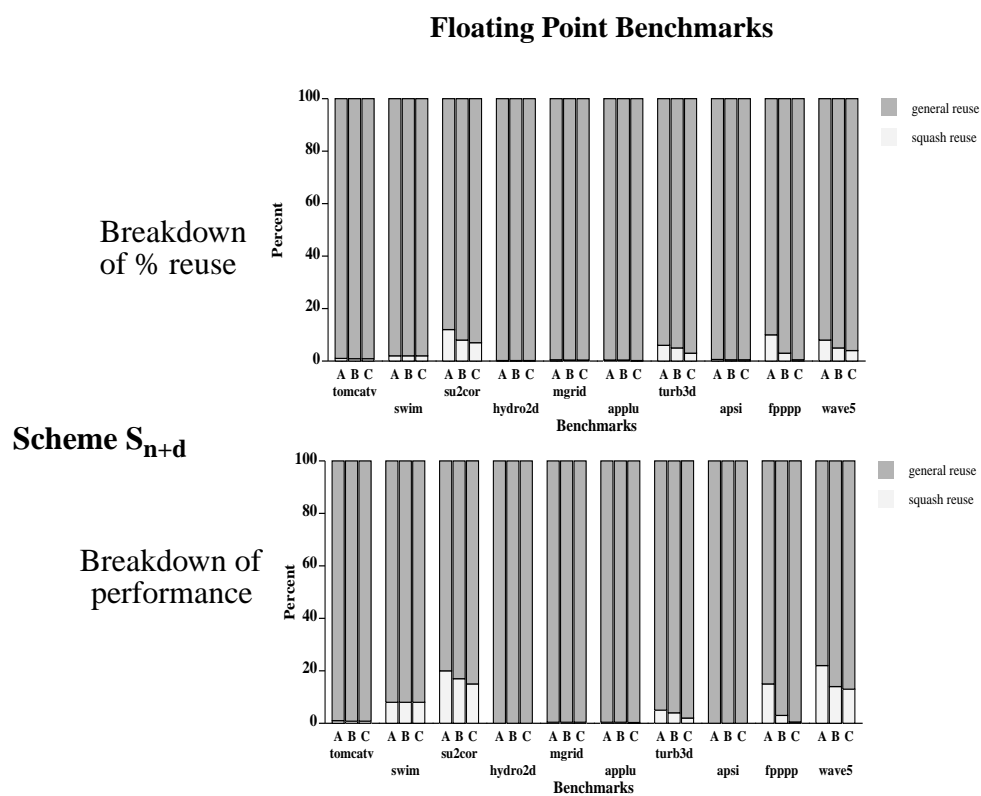 Floating Point Benchmarks
100
80
60
40
20
0
Percent
general reuse
squash reuse
Breakdown
of % reuse
A B C A B C A B C A B C A B C A B C A B C A B C A B C A B C
tomcatv su2cor mgrid turb3d fpppp
swim hydro2d applu apsi wave5
Benchmarks
Scheme Sn+d
100
80
60
40
20
0
Percent
general reuse
squash reuse
Breakdown of
performance
A B C A B C A B C A B C A B C A B C A B C A B C A B C A B C
tomcatv su2cor mgrid turb3d fpppp
swim hydro2d applu apsi wave5
Benchmarks